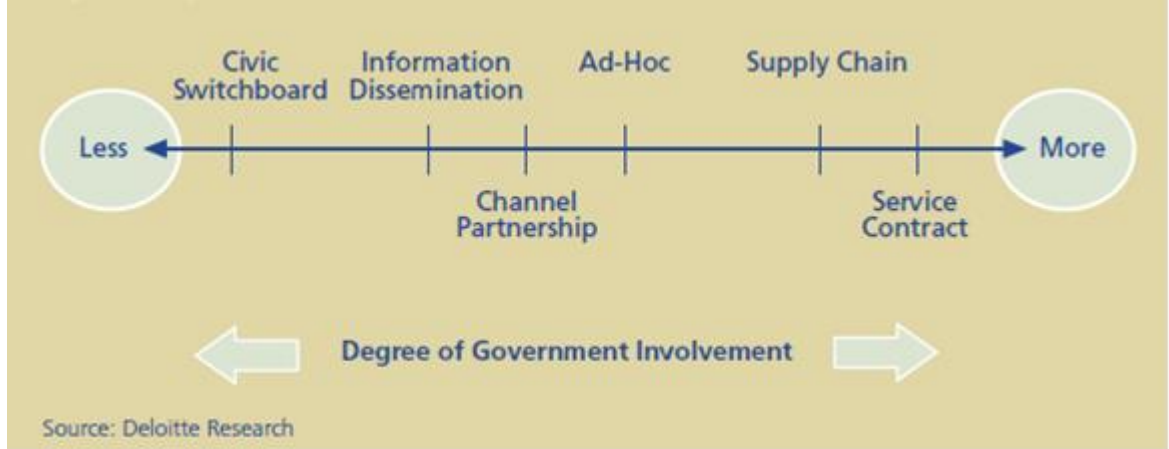 Civic
Switchboard
Information
Dissemination
Ad-Hoc
Supply Chain
Less
More
Channel
Partnership
Service
Contract
Degree of Government Involvement
Source: Deloitte Research